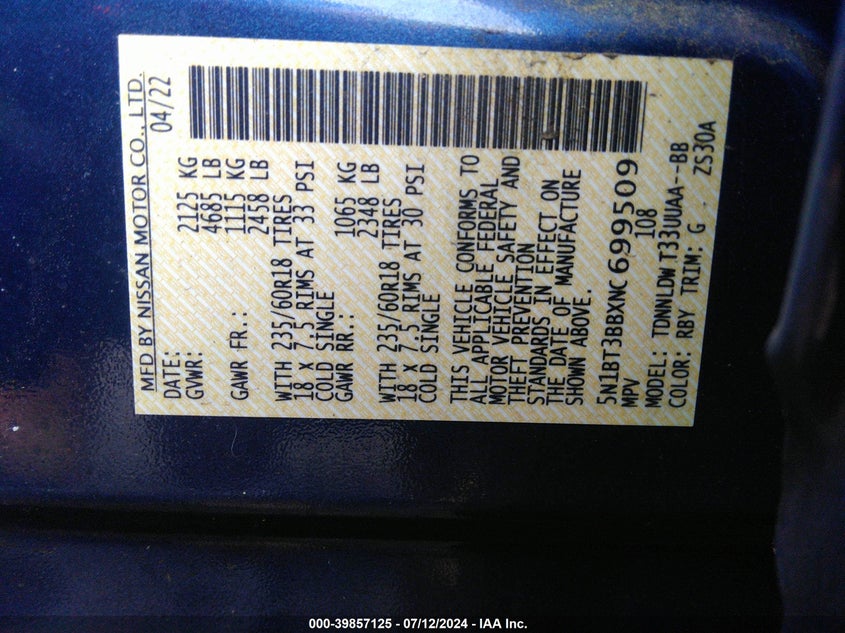 MFD BY NISSAN MOTOR CO., LTD.
DATE: 04/22
GVWR: 2125 KG
4685 LB
GAWR FR.: 1115 KG
2458 LB
WITH 235/60R18 TIRES
18 x 7.5 RIMS AT 33 PSI
COLD SINGLE
GAWR RR.: 1065 KG
2348 LB
WITH 235/60R18 TIRES
18 x 7.5 RIMS AT 30 PSI
COLD SINGLE
THIS VEHICLE CONFORMS TO
ALL APPLICABLE FEDERAL
MOTOR VEHICLE SAFETY AND
THEFT PREVENTION
STANDARDS IN EFFECT ON
THE DATE OF MANUFACTURE
SHOWN ABOVE.
5N1BT3BBXNC699509
MPV 108
MODEL: TDNNLDW T33UUAA--BB
COLOR: RBY TRIM: G ZS30A
000-39857125 - 07/12/2024 - IAA Inc.